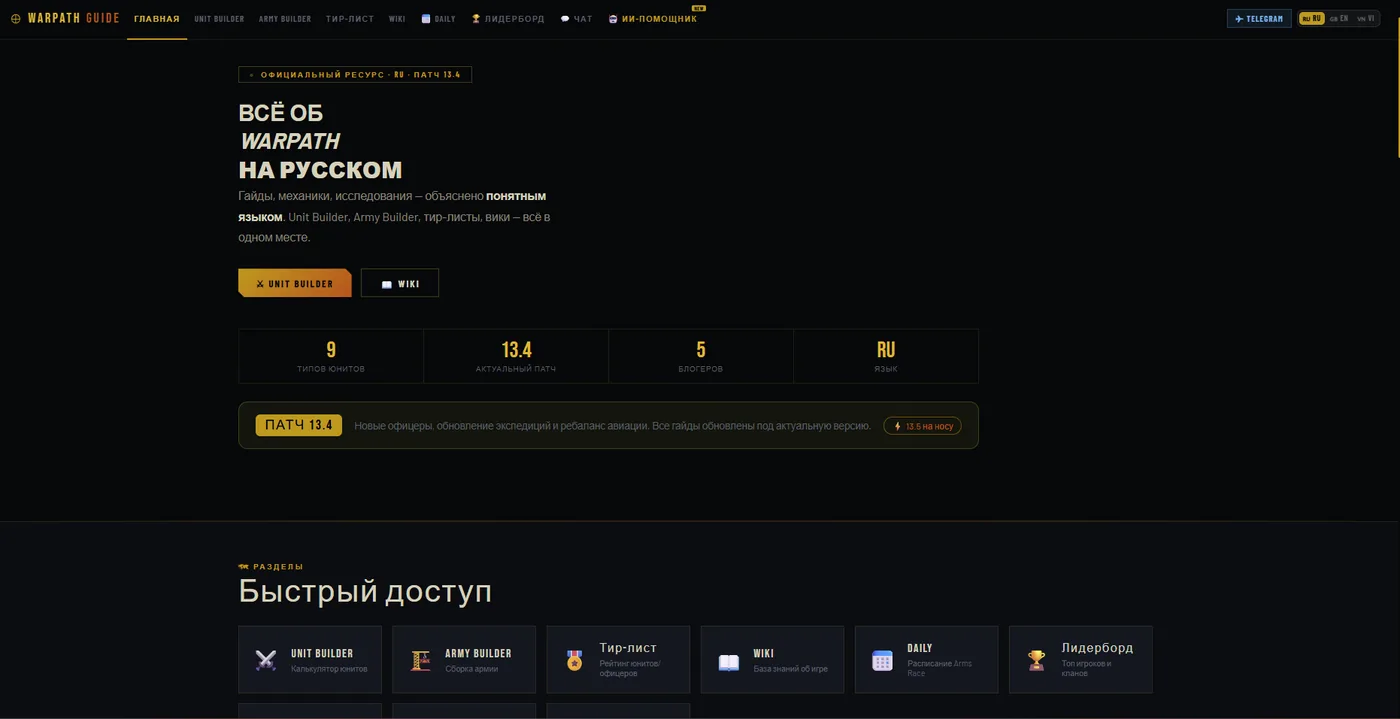 WARPATH GUIDE
ГЛАВНАЯ
UNIT BUILDER
ARMY BUILDER
ТИР-ЛИСТ
WIKI
DAILY
ЛИДЕРБОРД
ЧАТ
ИИ-ПОМОЩНИК
NEW
TELEGRAM
RU RU
GB EN
VN VI
ОФИЦИАЛЬНЫЙ РЕСУРС · RU · ПАТЧ 13.4
ВСЁ ОБ
WARPATH
НА РУССКОМ
Гайды, механики, исследования — объяснено понятным
языком. Unit Builder, Army Builder, тир-листы, вики — всё в
одном месте.
UNIT BUILDER
WIKI
9
ТИПОВ ЮНИТОВ
13.4
АКТУАЛЬНЫЙ ПАТЧ
5
БЛОГЕРОВ
RU
ЯЗЫК
ПАТЧ 13.4
Новые офицеры, обновление экспедиций и ребаланс авиации. Все гайды обновлены под актуальную версию.
13.5 на носу
РАЗДЕЛЫ
Быстрый доступ
UNIT BUILDER
Калькулятор юнитов
ARMY BUILDER
Сборка армии
Тир-лист
Рейтинг юнитов/
офицеров
WIKI
База знаний об игре
DAILY
Расписание Arms
Race
Лидерборд
Топ игроков и
кланов